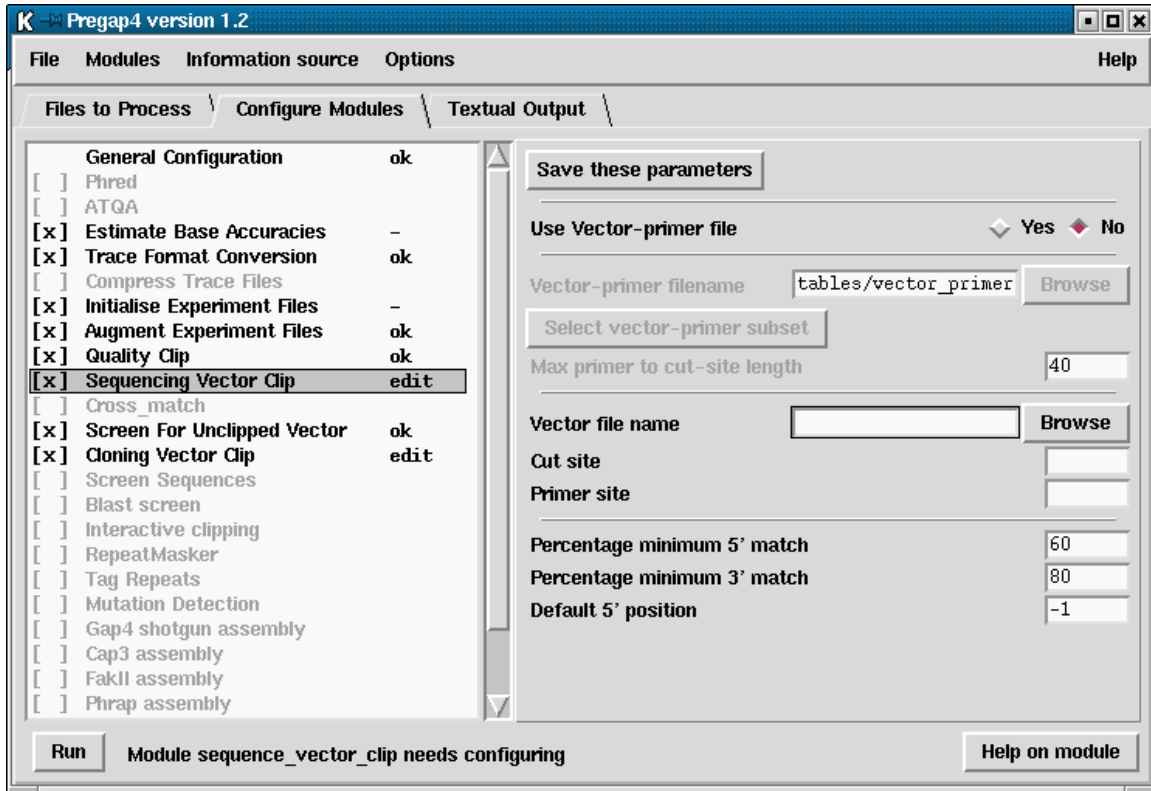 K Pregap4 version 1.2
File Modules Information source Options Help
Files to Process Configure Modules Textual Output
General Configuration ok
[ ] Phred
[ ] ATQA
[x] Estimate Base Accuracies -
[x] Trace Format Conversion ok
[ ] Compress Trace Files
[x] Initialise Experiment Files -
[x] Augment Experiment Files ok
[x] Quality Clip ok
[x] Sequencing Vector Clip edit
[ ] Cross_match
[x] Screen For Unclipped Vector ok
[x] Cloning Vector Clip edit
[ ] Screen Sequences
[ ] Blast screen
[ ] Interactive clipping
[ ] RepeatMasker
[ ] Tag Repeats
[ ] Mutation Detection
[ ] Gap4 shotgun assembly
[ ] Cap3 assembly
[ ] FakII assembly
[ ] Phrap assembly
Save these parameters
Use Vector-primer file Yes No
Vector-primer filename tables/vector_primer Browse
Select vector-primer subset
Max primer to cut-site length 40
Vector file name Browse
Cut site
Primer site
Percentage minimum 5' match 60
Percentage minimum 3' match 80
Default 5' position -1
Run Module sequence_vector_clip needs configuring Help on module